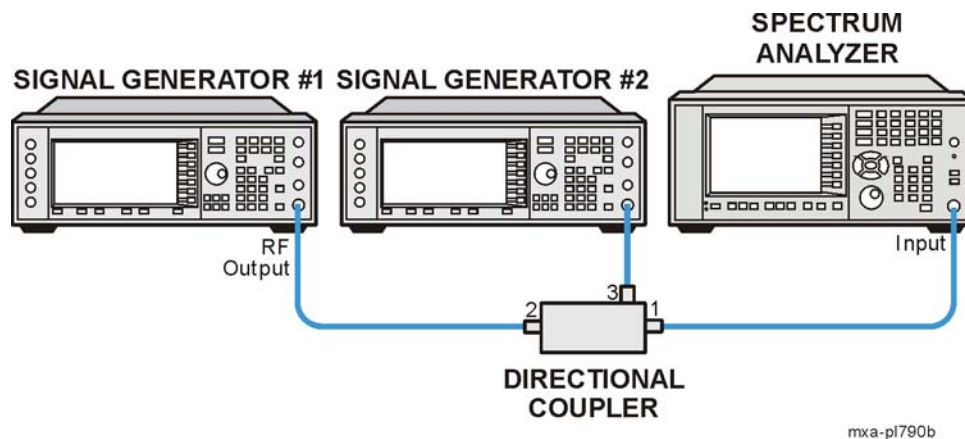 SPECTRUM
ANALYZER
SIGNAL GENERATOR #1
SIGNAL GENERATOR #2
RF
Output
Input
3
2
1
DIRECTIONAL
COUPLER
mxa-pl790b